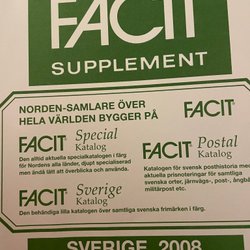 FACIT
SUPPLEMENT
NORDEN-SAMLARE ÖVER
HELA VÄRLDEN BYGGER PÅ FACIT
FACIT Special
Katalog
Den alltid aktuella specialkatalogen i färg
för Nordens alla länder, djupt specialiserad
men ändå lätt att överblicka och använda.
FACIT Postal
Katalog
Katalogen för svensk posthistoria med
aktuella prisnoteringar för samtliga
svenska orter, järnvägs-, post-, ångbåt
militärpost etc.
FACIT Sverige
Katalog
Den behändiga lilla katalogen över samtliga svenska frimärken i färg.
SVERIGE 2008